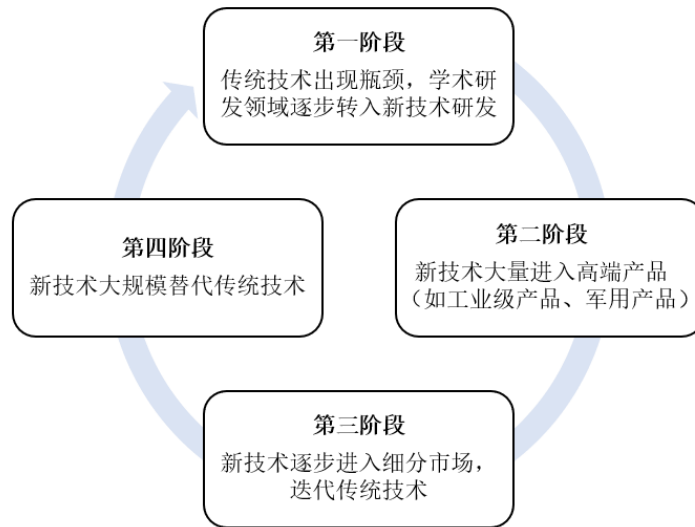 第一阶段
传统技术出现瓶颈，学术研
发领域逐步转入新技术研发
第二阶段
新技术大量进入高端产品
（如工业级产品、军用产品）
第三阶段
新技术逐步进入细分市场，
迭代传统技术
第四阶段
新技术大规模替代传统技术